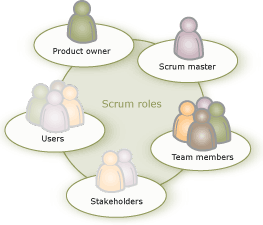 Product owner
Scrum master
Scrum roles
Users
Team members
Stakeholders